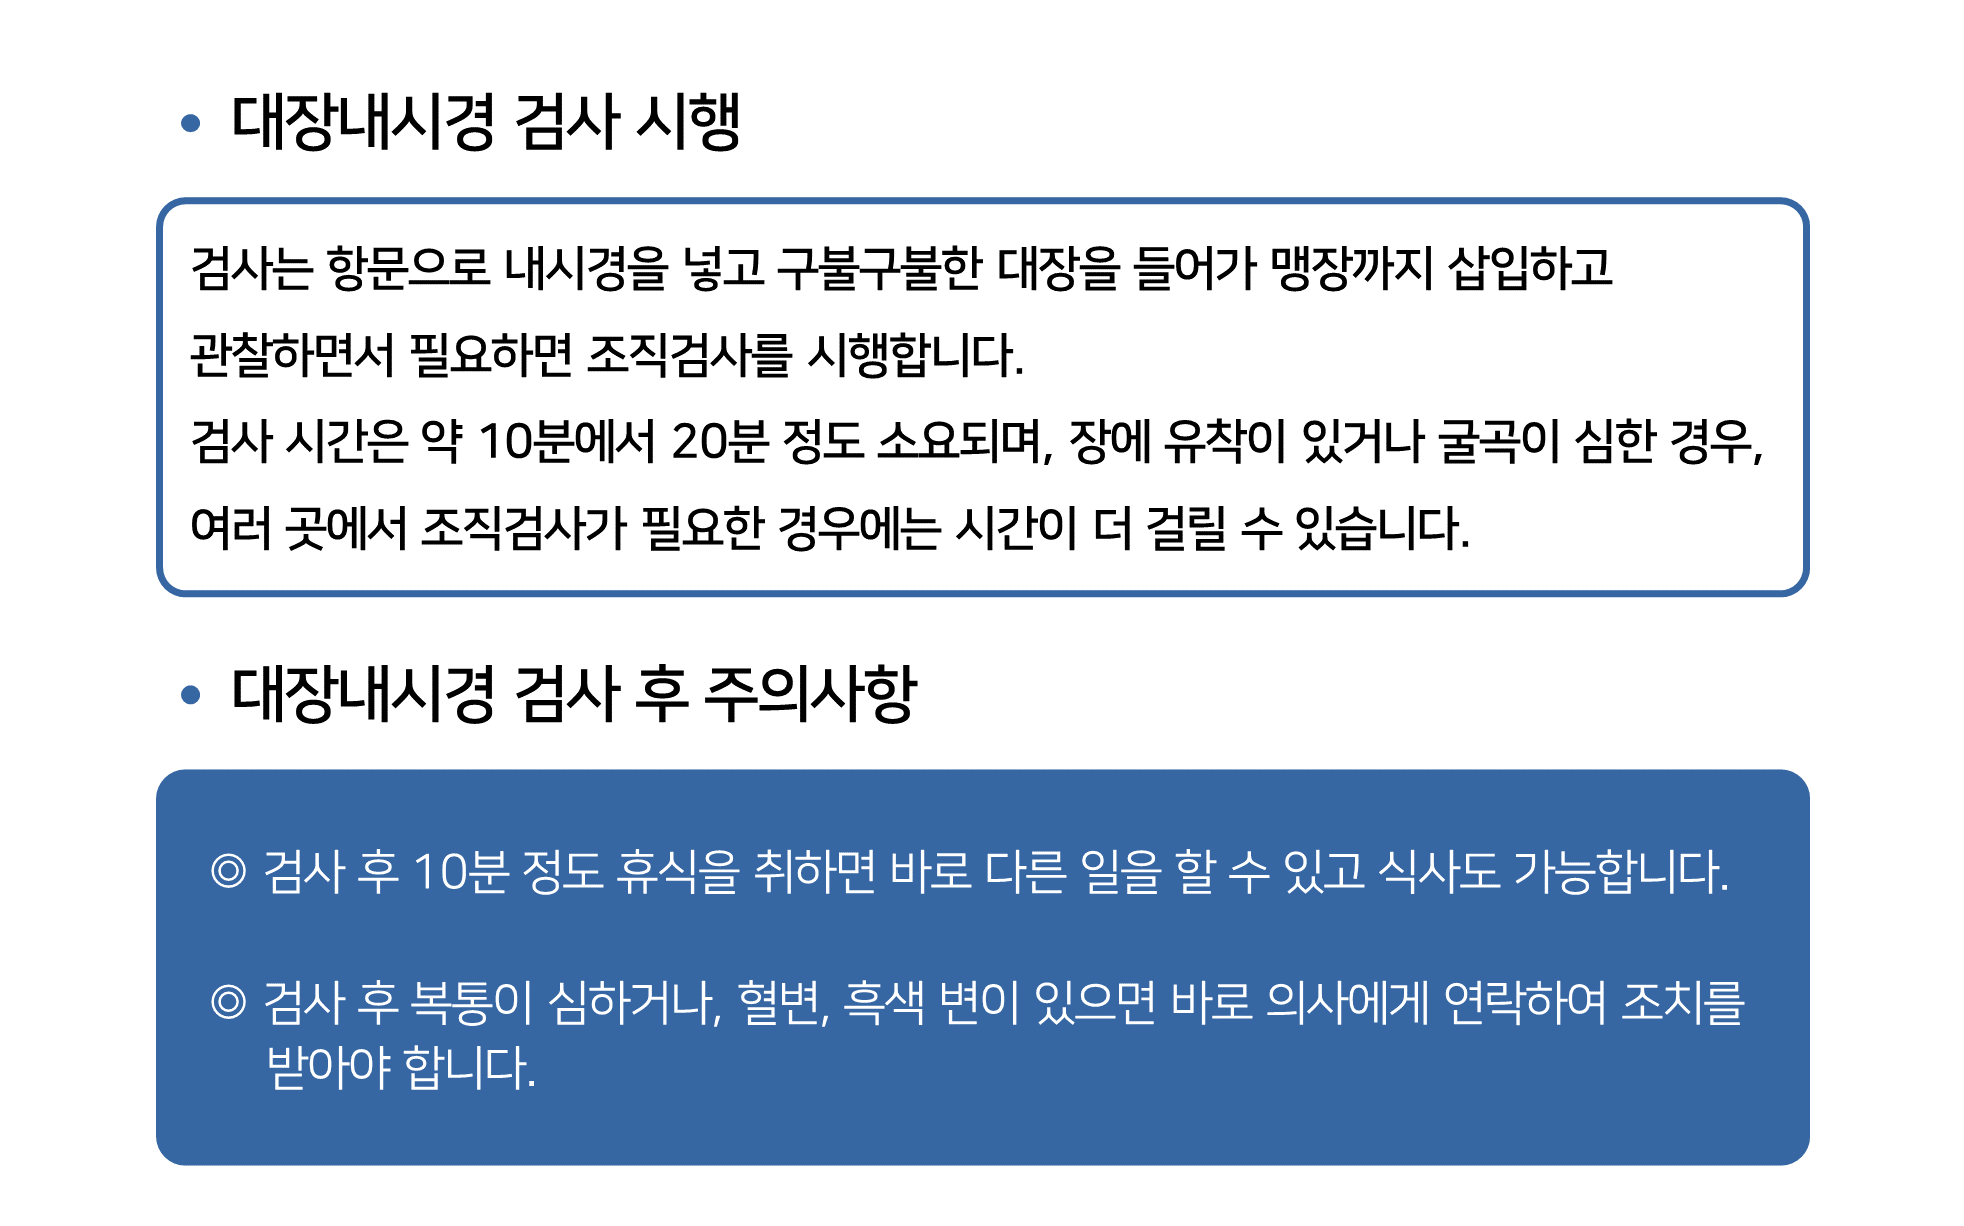 • 대장내시경 검사 시행
검사는 항문으로 내시경을 넣고 구불구불한 대장을 들어가 맹장까지 삽입하고
관찰하면서 필요하면 조직검사를 시행합니다.
검사 시간은 약 10분에서 20분 정도 소요되며, 장에 유착이 있거나 굴곡이 심한 경우,
여러 곳에서 조직검사가 필요한 경우에는 시간이 더 걸릴 수 있습니다.
• 대장내시경 검사 후 주의사항
◎ 검사 후 10분 정도 휴식을 취하면 바로 다른 일을 할 수 있고 식사도 가능합니다.
◎ 검사 후 복통이 심하거나, 혈변, 흑색 변이 있으면 바로 의사에게 연락하여 조치를
받아야 합니다.